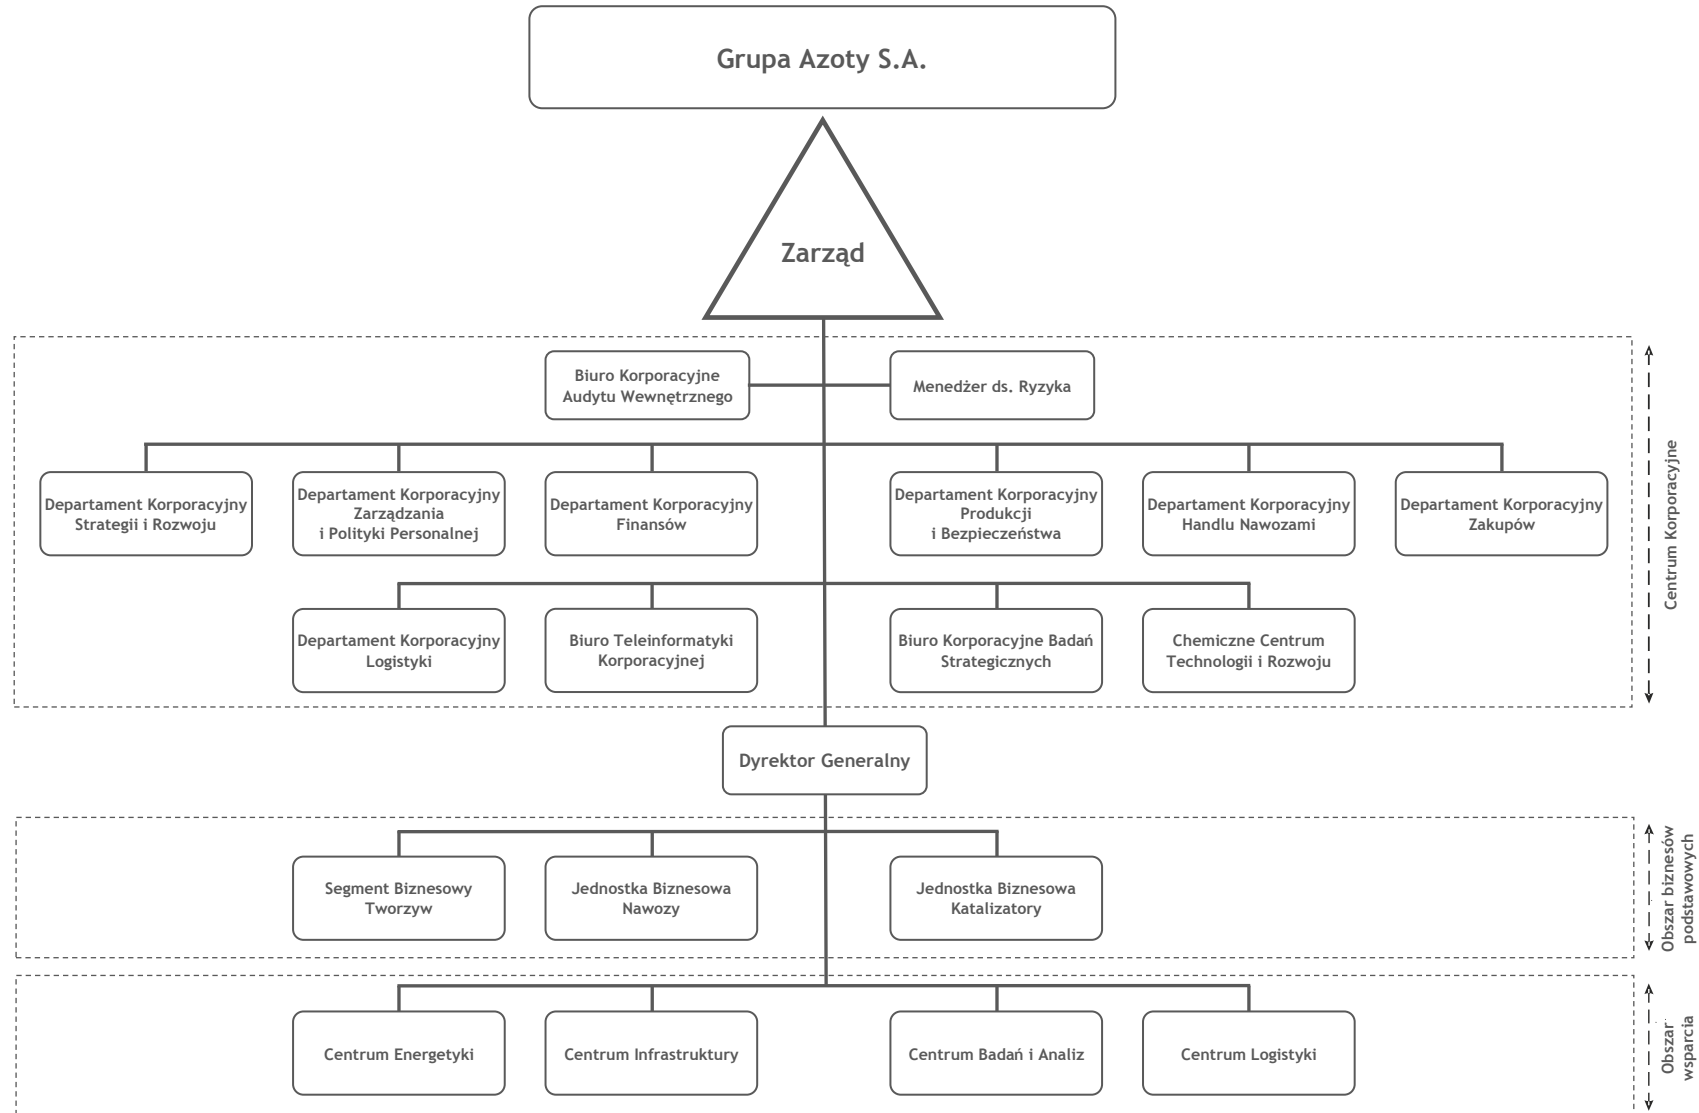 Grupa Azoty S.A.
Zarząd
Biuro Korporacyjne
Audytu Wewnętrznego
Menedżer ds. Ryzyka
Departament Korporacyjny
Strategii i Rozwoju
Departament Korporacyjny
Zarządzania
i Polityki Personalnej
Departament Korporacyjny
Finansów
Departament Korporacyjny
Produkcji
i Bezpieczeństwa
Departament Korporacyjny
Handlu Nawozami
Departament Korporacyjny
Zakupów
Centrum Korporacyjne
Departament Korporacyjny
Logistyki
Biuro Teleinformatyki
Korporacyjnej
Biuro Korporacyjne Badań
Strategicznych
Chemiczne Centrum
Technologii i Rozwoju
Dyrektor Generalny
Segment Biznesowy
Tworzyw
Jednostka Biznesowa
Nawozy
Jednostka Biznesowa
Katalizatory
Obszar biznesów
podstawowych
Centrum Energetyki
Centrum Infrastruktury
Centrum Badań i Analiz
Centrum Logistyki
Obszar
wsparcia